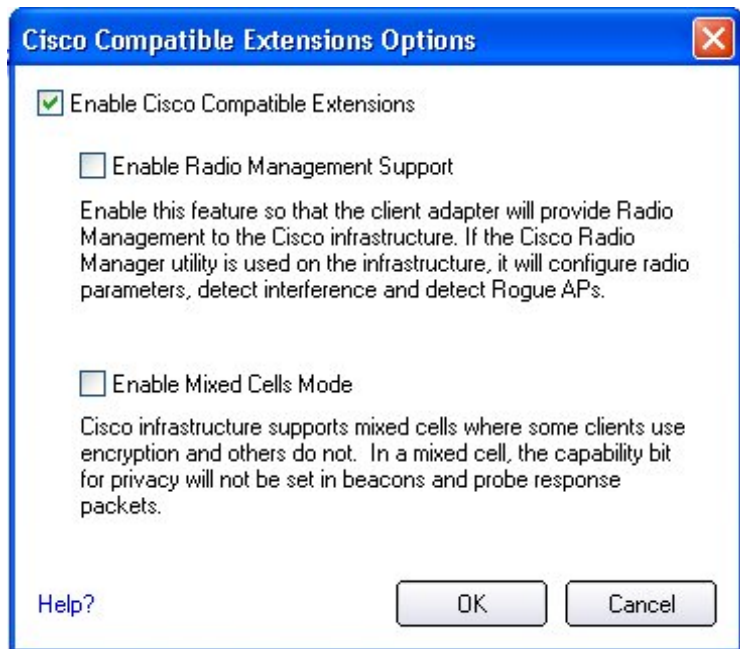 Cisco Compatible Extensions Options
Enable Cisco Compatible Extensions
Enable Radio Management Support
Enable this feature so that the client adapter will provide Radio
Management to the Cisco infrastructure. If the Cisco Radio
Manager utility is used on the infrastructure, it will configure radio
parameters, detect interference and detect Rogue APs.
Enable Mixed Cells Mode
Cisco infrastructure supports mixed cells where some clients use
encryption and others do not.  In a mixed cell, the capability bit
for privacy will not be set in beacons and probe response
packets.
Help?
OK
Cancel